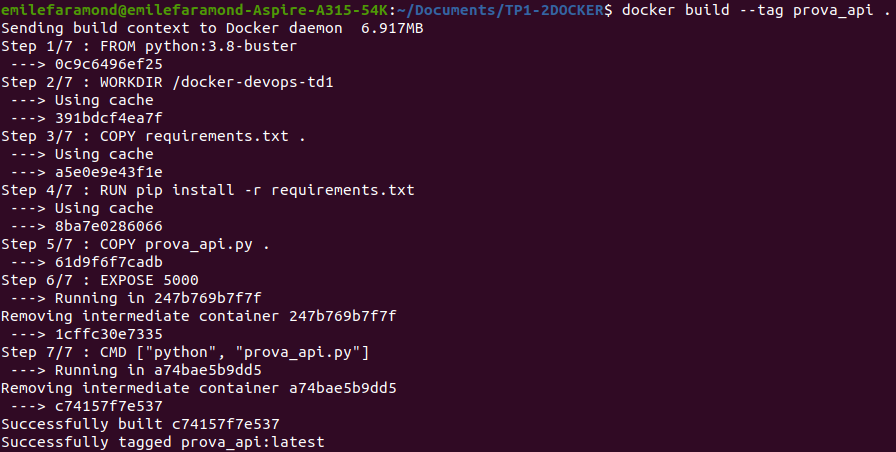 emilefaramond@emilefaramond-Aspire-A315-54K:~/Documents/TP1-2DOCKER$ docker build --tag prova_api .
Sending build context to Docker daemon  6.917MB
Step 1/7 : FROM python:3.8-buster
 ---> 0c9c6496ef25
Step 2/7 : WORKDIR /docker-devops-td1
 ---> Using cache
 ---> 391bdcf4ea7f
Step 3/7 : COPY requirements.txt .
 ---> Using cache
 ---> a5e0e9e43f1e
Step 4/7 : RUN pip install -r requirements.txt
 ---> Using cache
 ---> 8ba7e0286066
Step 5/7 : COPY prova_api.py .
 ---> 61d9f6f7cadb
Step 6/7 : EXPOSE 5000
 ---> Running in 247b769b7f7f
Removing intermediate container 247b769b7f7f
 ---> 1cffc30e7335
Step 7/7 : CMD ["python", "prova_api.py"]
 ---> Running in a74bae5b9dd5
Removing intermediate container a74bae5b9dd5
 ---> c74157f7e537
Successfully built c74157f7e537
Successfully tagged prova_api:latest